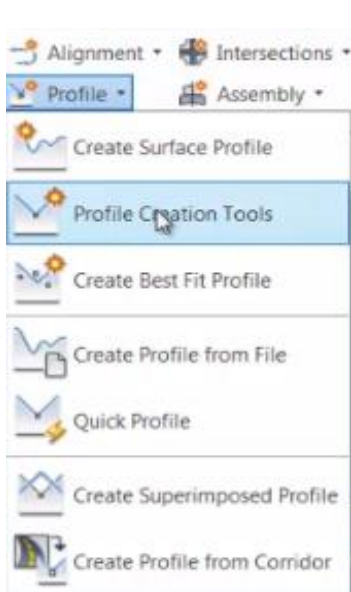 Alignment Intersections
Profile Assembly
Create Surface Profile
Profile Creation Tools
Create Best Fit Profile
Create Profile from File
Quick Profile
Create Superimposed Profile
Create Profile from Corridor